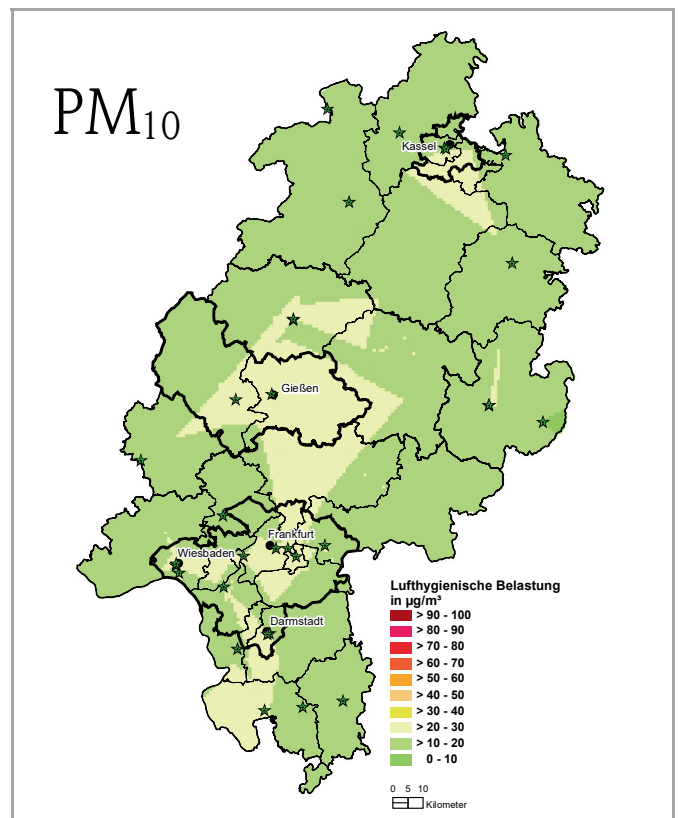 PM10
Kassel
Gießen
Frankfurt
Wiesbaden
Darmstadt
Lufthygienische Belastung
in µg/m³
> 90 - 100
> 80 - 90
> 70 - 80
> 60 - 70
> 50 - 60
> 40 - 50
> 30 - 40
> 20 - 30
> 10 - 20
0 - 10
0 5 10
Kilometer